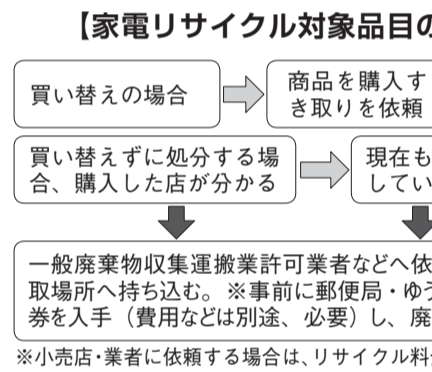 【家電リサイクル対象品目の
買い替えの場合
商品を購入す
き取りを依頼
買い替えずに処分する場
合、購入した店が分かる
現在も
してい
一般廃棄物収集運搬業許可業者などへ依
取場所へ持ち込む。※事前に郵便局・ゆう
券を入手（費用などは別途、必要）し、廃
※小売店・業者に依頼する場合は、リサイクル料